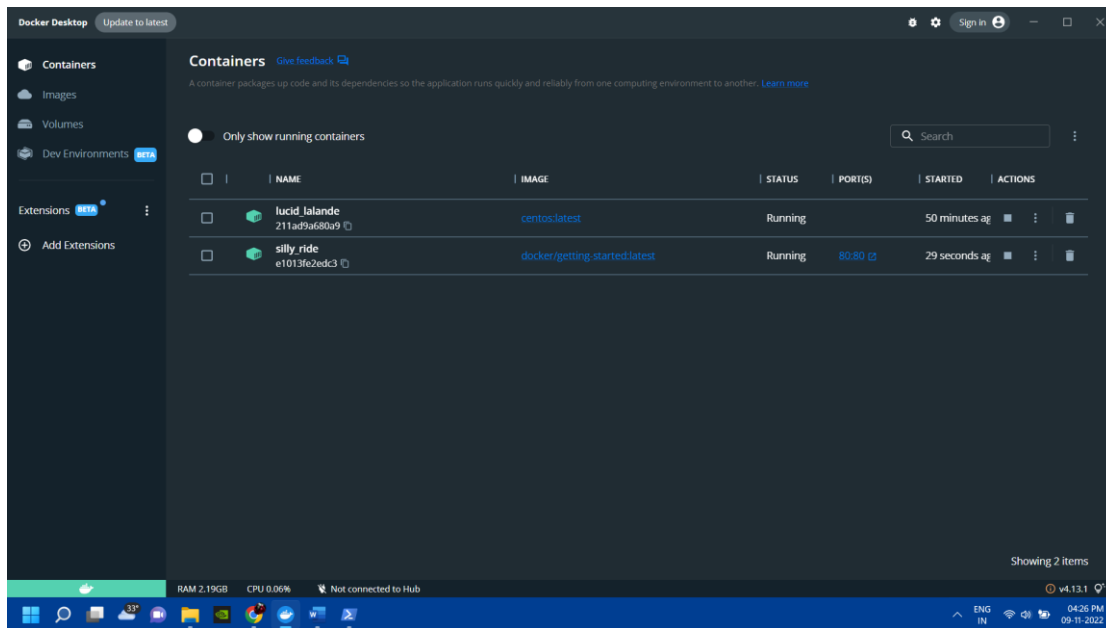 Docker Desktop Update to latest Sign in
Containers
Images
Volumes
Dev Environments BETA
Extensions BETA
Add Extensions
Containers Give feedback
A container packages up code and its dependencies so the application runs quickly and reliably from one computing environment to another. Learn more
Only show running containers Search
NAME IMAGE STATUS PORT(S) STARTED ACTIONS
lucid_lalande centos:latest Running 50 minutes ag
211ad9a680a9
silly_ride docker/getting-started:latest Running 80:80 29 seconds ag
e1013fe2edc3
Showing 2 items
RAM 2.19GB CPU 0.06% Not connected to Hub v4.13.1
33° ENG 04:26 PM
IN 09-11-2022